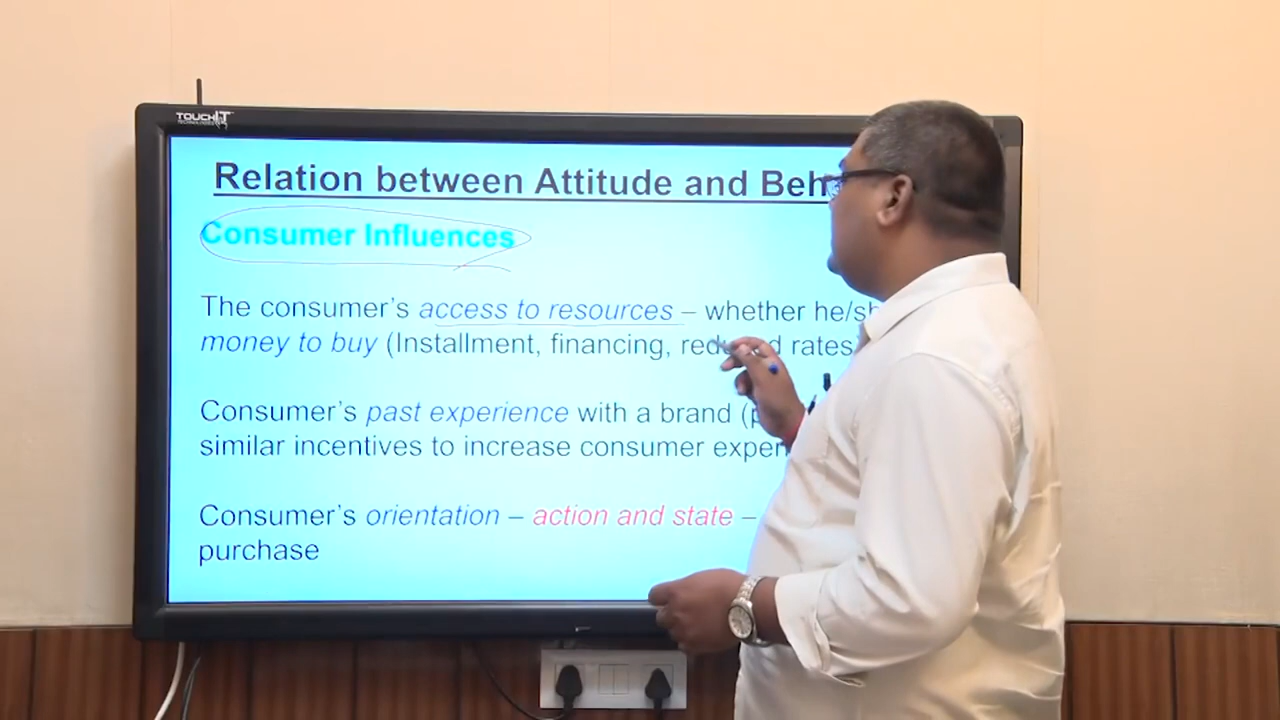 TOUCHIT
TECHNOLOGIES
Relation between Attitude and Beh
Consumer Influences
The consumer's access to resources – whether he/sh
money to buy (Installment, financing, reduced rates)
Consumer's past experience with a brand (p
similar incentives to increase consumer exper
Consumer's orientation – action and state –
purchase